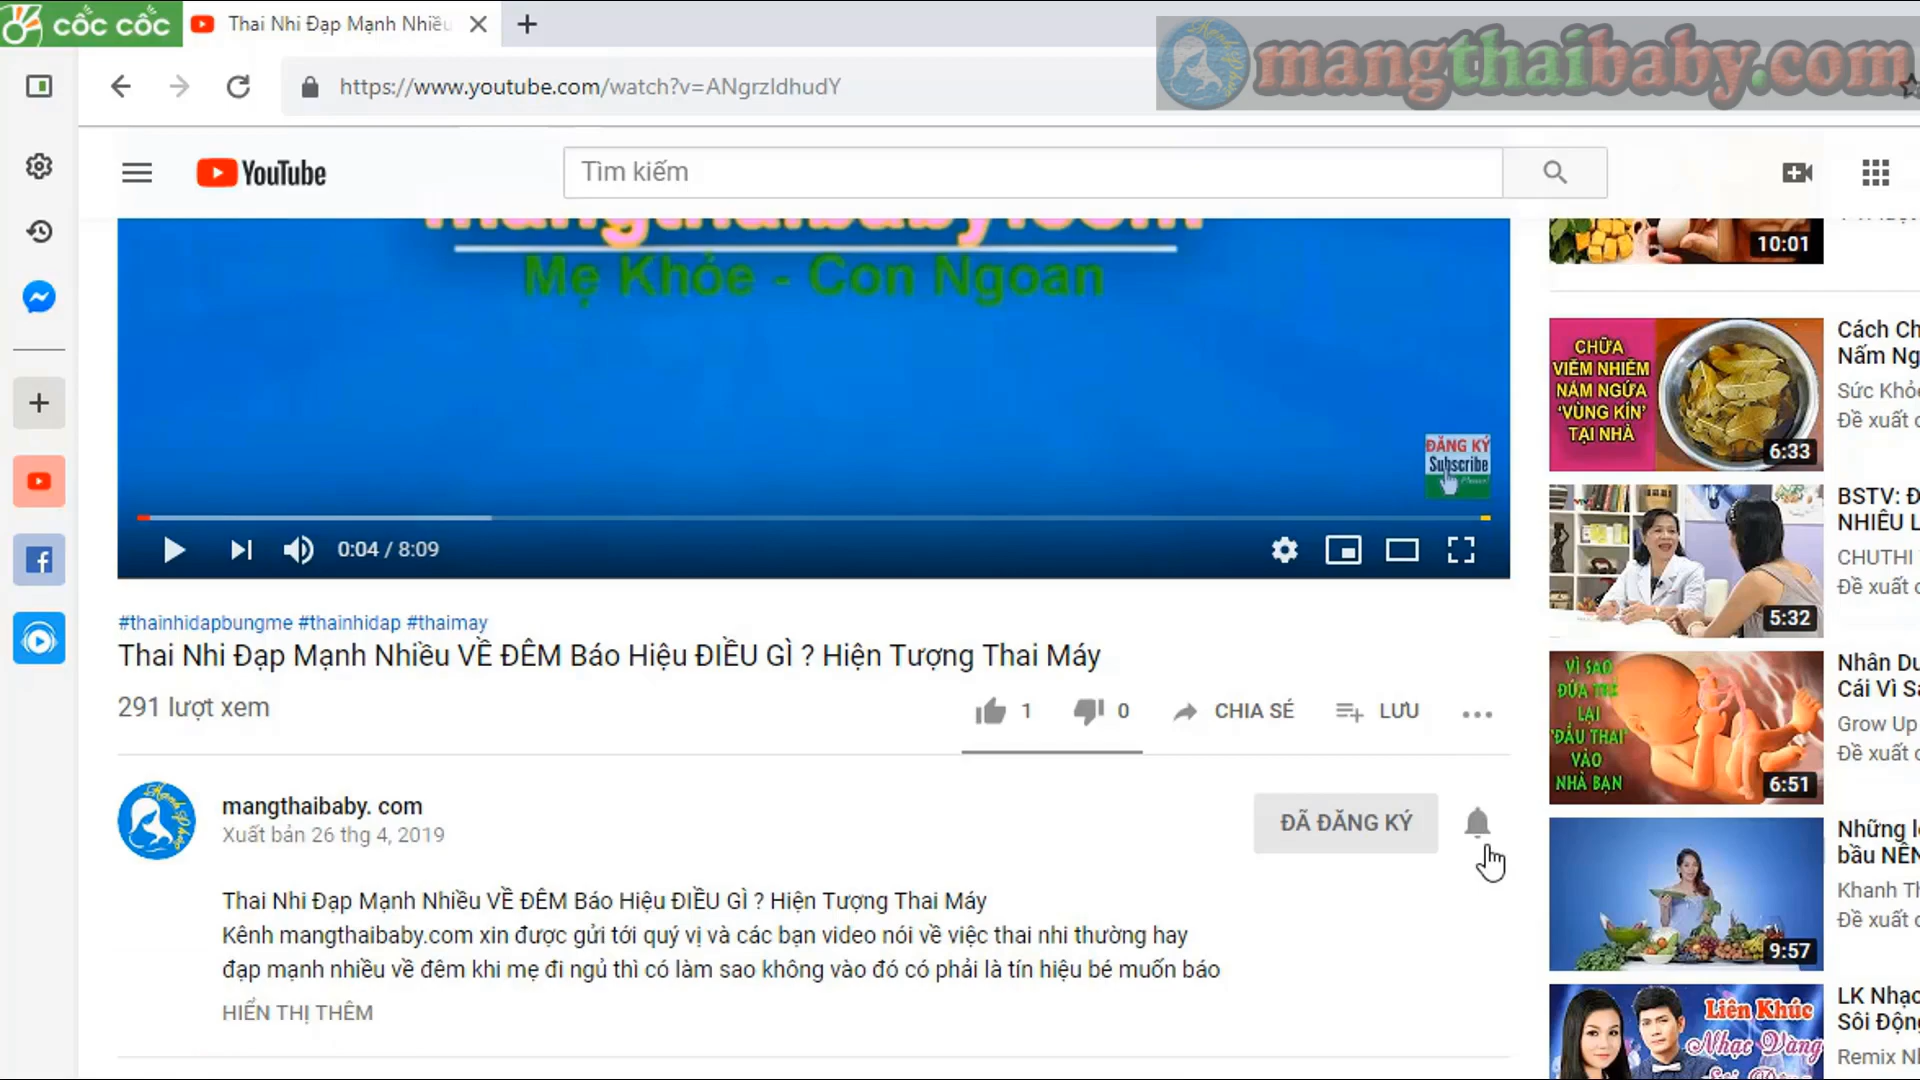 cốc cốc
Thai Nhi Đạp Mạnh Nhiều
mangthaibaby.com
https://www.youtube.com/watch?v=ANgrzIdhudY
YouTube
Tìm kiếm
mangthaibaby.com
Mẹ Khỏe - Con Ngoan
10:01
ĐĂNG KÝ
Subscribe
0:04 / 8:09
#thainhidapbungme #thainhidap #thaimay
Thai Nhi Đạp Mạnh Nhiều VỀ ĐÊM Báo Hiệu ĐIỀU GÌ ? Hiện Tượng Thai Máy
291 lượt xem
1
0
CHIA SẺ
LƯU
mangthaibaby. com
Xuất bản 26 thg 4, 2019
ĐÃ ĐĂNG KÝ
Thai Nhi Đạp Mạnh Nhiều VỀ ĐÊM Báo Hiệu ĐIỀU GÌ ? Hiện Tượng Thai Máy
Kênh mangthaibaby.com xin được gửi tới quý vị và các bạn video nói về việc thai nhi thường hay
đạp mạnh nhiều về đêm khi mẹ đi ngủ thì có làm sao không vào đó có phải là tín hiệu bé muốn báo
HIỂN THỊ THÊM
CHỮA
VIÊM NHIỄM
NẤM NGỨA
'VÙNG KÍN'
TẠI NHÀ
6:33
Cách Ch
Nấm Ng
Sức Khỏe
Đề xuất c
5:32
BSTV: Đ
NHIÊU L
CHUTHI
Đề xuất c
VÌ SAO
ĐỨA TRẺ
LẠI
'ĐẦU THAI'
VÀO
NHÀ BẠN
6:51
Nhân Du
Cái Vì Sa
Grow Up
Đề xuất c
9:57
Những l
bầu NÊN
Khanh Th
Đề xuất c
Liên Khúc
Nhạc Vàng
LK Nhạc
Sôi Động
Remix Nh